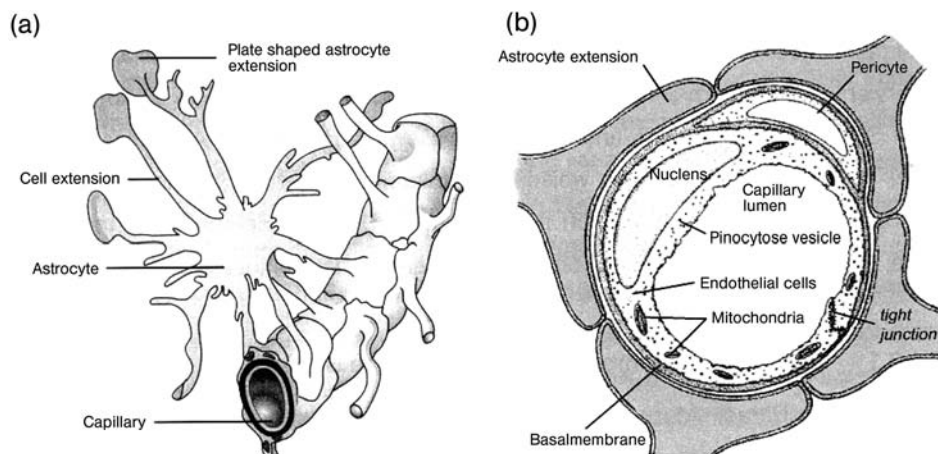 (a)
Plate shaped astrocyte
extension
Cell extension
Astrocyte
Capillary
(b)
Astrocyte extension
Pericyte
Nuclens
Capillary
lumen
Pinocytose vesicle
Endothelial cells
Mitochondria
tight
junction
Basalmembrane